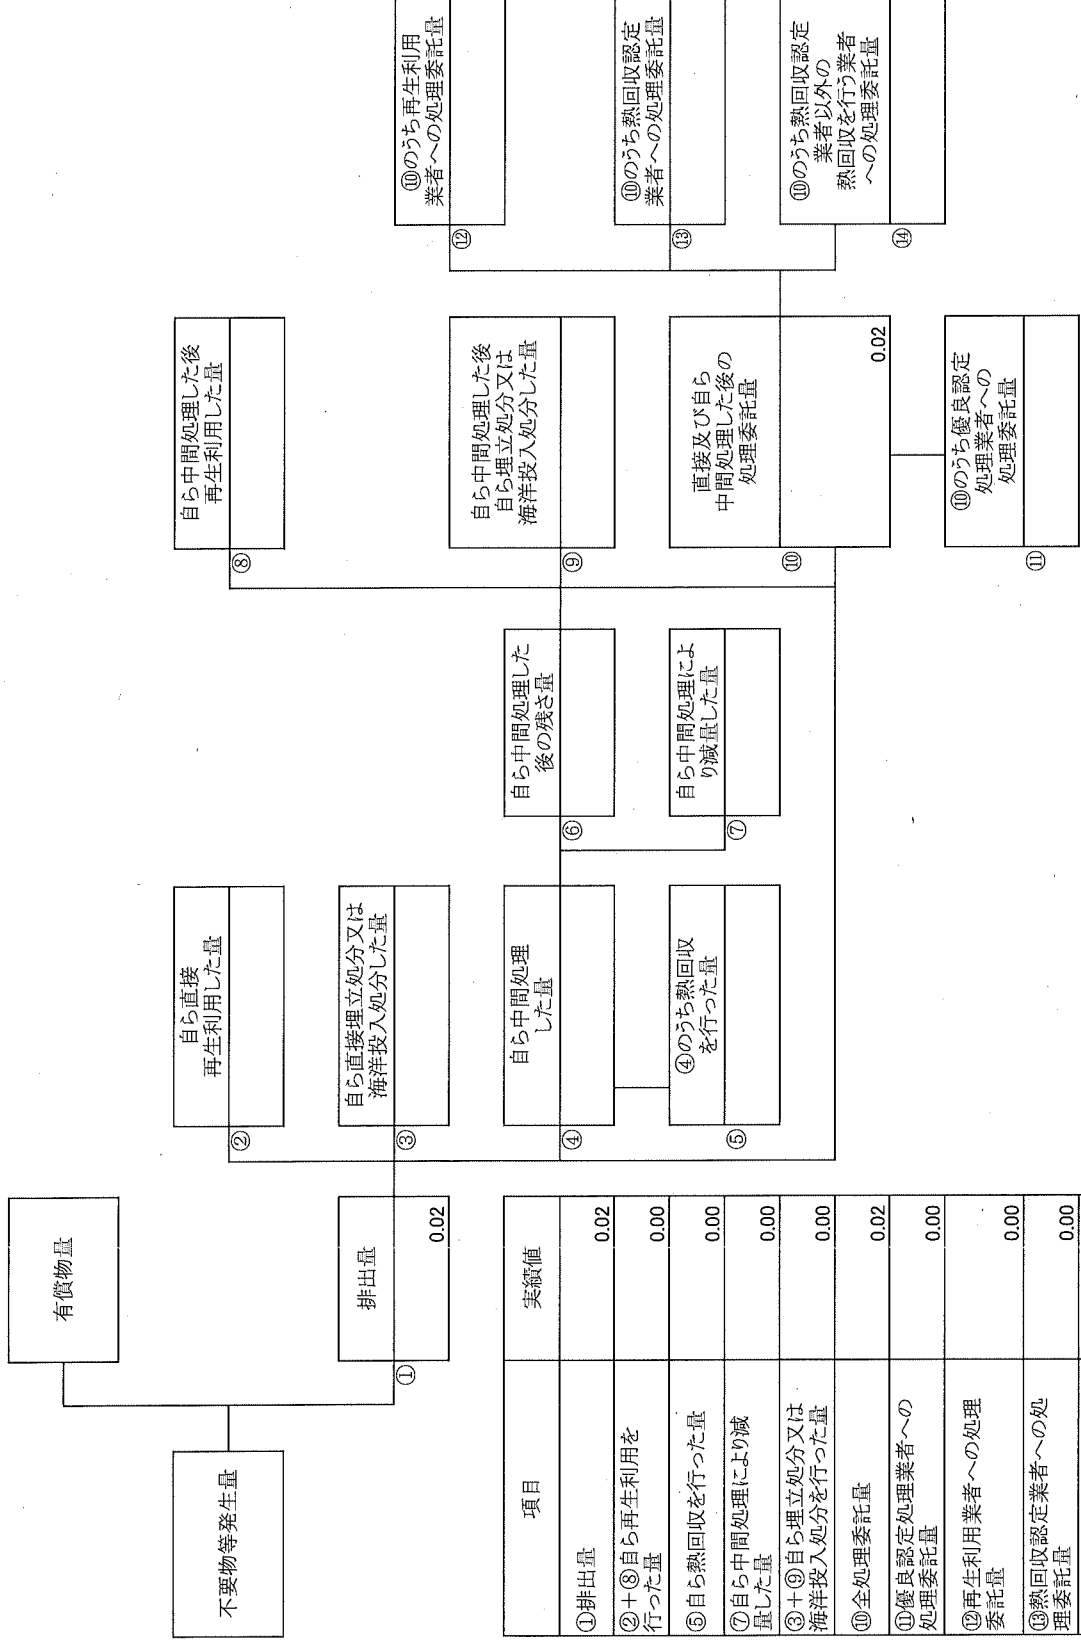 不要物等発生量
有償物量
排出量
①
0.02
自ら直接
再生利用した量
②
自ら直接埋立処分又は
海洋投入処分した量
③
自ら中間処理
した量
④
④のうち熱回収
を行った量
⑤
自ら中間処理した
後の残さ量
⑥
自ら中間処理によ
り減量した量
⑦
自ら中間処理した後
再生利用した量
⑧
自ら中間処理した後
自ら埋立処分又は
海洋投入処分した量
⑨
直接及び自ら
中間処理した後の
処理委託量
⑩
0.02
⑩のうち優良認定
処理業者への
処理委託量
⑪
⑩のうち再生利用
業者への処理委託量
⑫
⑩のうち熱回収認定
業者への処理委託量
⑬
⑩のうち熱回収認定
業者以外の
熱回収を行う業者
への処理委託量
⑭
項目 実績値
①排出量 0.02
②+⑧自ら再生利用を
行った量 0.00
⑤自ら熱回収を行った量 0.00
⑦自ら中間処理により減
量した量 0.00
③+⑨自ら埋立処分又は
海洋投入処分を行った量 0.00
⑩全処理委託量 0.02
⑪優良認定処理業者への
処理委託量 0.00
⑫再生利用業者への処理
委託量 0.00
⑬熱回収認定業者への処
理委託量 0.00